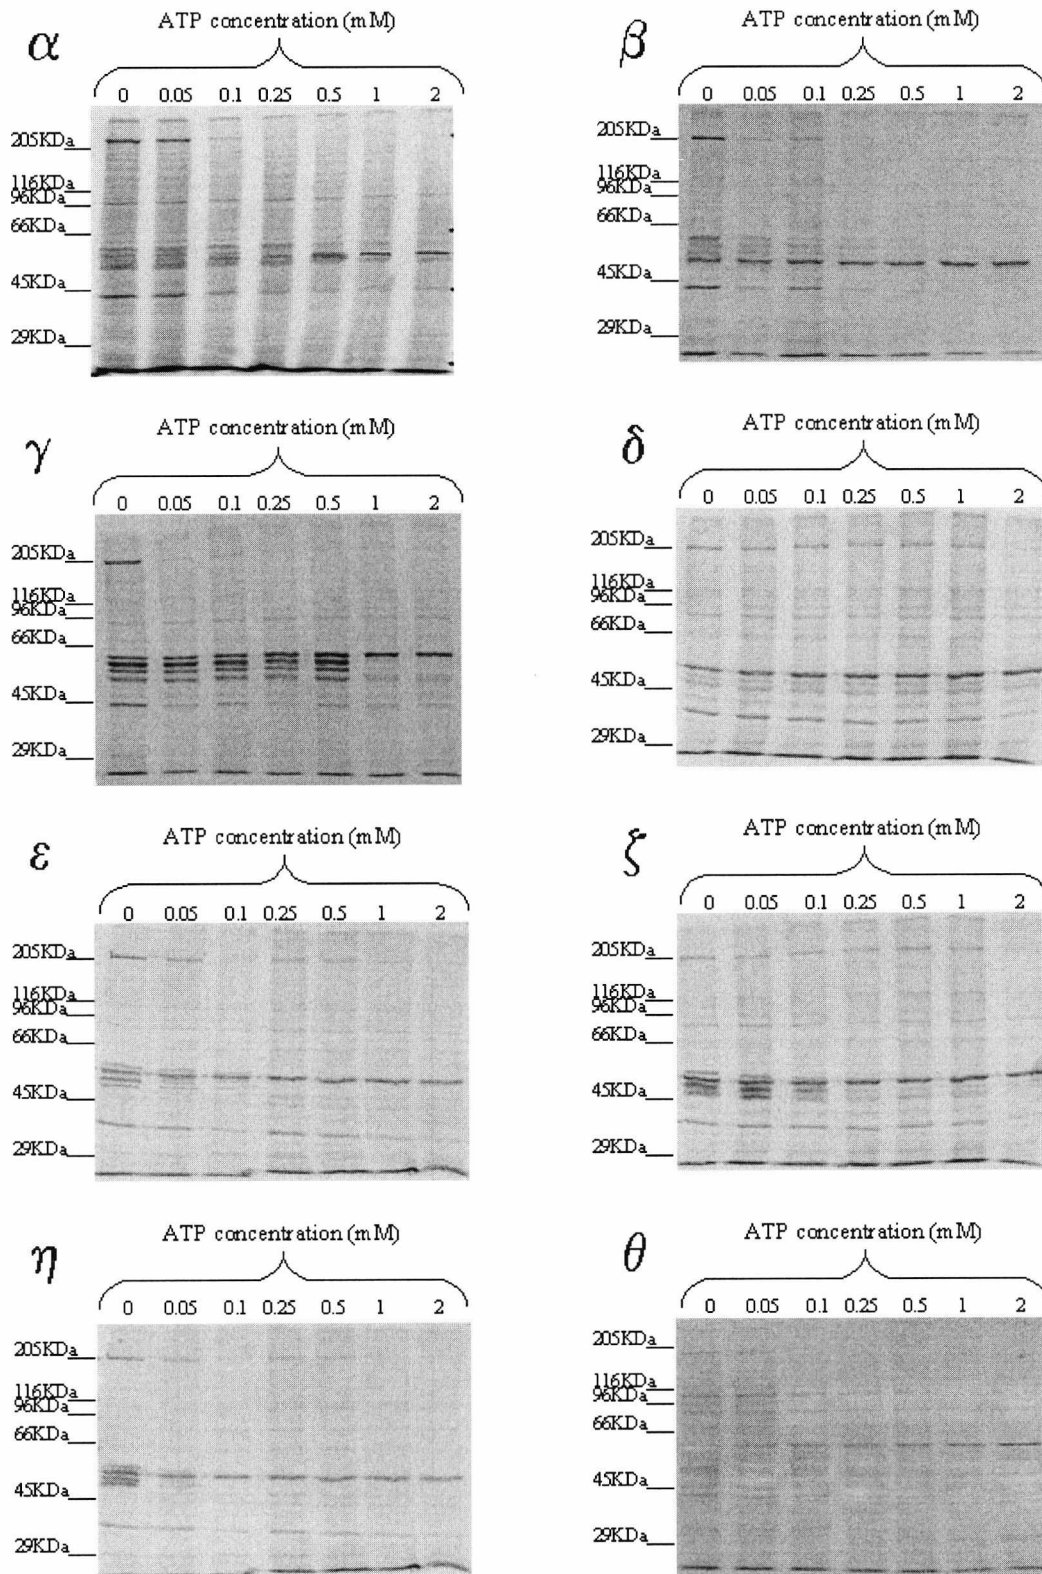 α
ATP concentration (mM)
0 0.05 0.1 0.25 0.5 1 2
205KDa
116KDa
96KDa
66KDa
45KDa
29KDa
β
ATP concentration (mM)
0 0.05 0.1 0.25 0.5 1 2
205KDa
116KDa
96KDa
66KDa
45KDa
29KDa
γ
ATP concentration (mM)
0 0.05 0.1 0.25 0.5 1 2
205KDa
116KDa
96KDa
66KDa
45KDa
29KDa
δ
ATP concentration (mM)
0 0.05 0.1 0.25 0.5 1 2
205KDa
116KDa
96KDa
66KDa
45KDa
29KDa
ε
ATP concentration (mM)
0 0.05 0.1 0.25 0.5 1 2
205KDa
116KDa
96KDa
66KDa
45KDa
29KDa
ζ
ATP concentration (mM)
0 0.05 0.1 0.25 0.5 1 2
205KDa
116KDa
96KDa
66KDa
45KDa
29KDa
η
ATP concentration (mM)
0 0.05 0.1 0.25 0.5 1 2
205KDa
116KDa
96KDa
66KDa
45KDa
29KDa
θ
ATP concentration (mM)
0 0.05 0.1 0.25 0.5 1 2
205KDa
116KDa
96KDa
66KDa
45KDa
29KDa